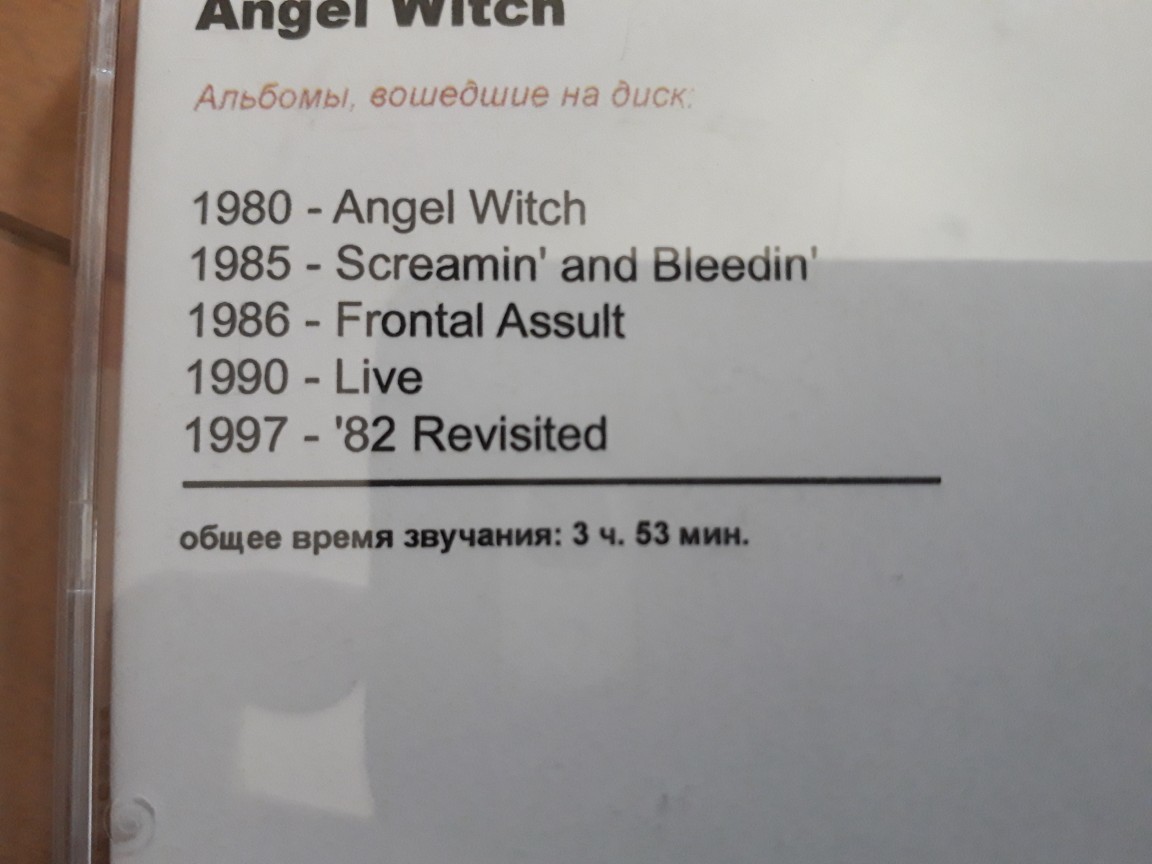 Angel Witch
Альбомы, вошедшие на диск:
1980 - Angel Witch
1985 - Screamin' and Bleedin'
1986 - Frontal Assult
1990 - Live
1997 - '82 Revisited
общее время звучания: 3 ч. 53 мин.